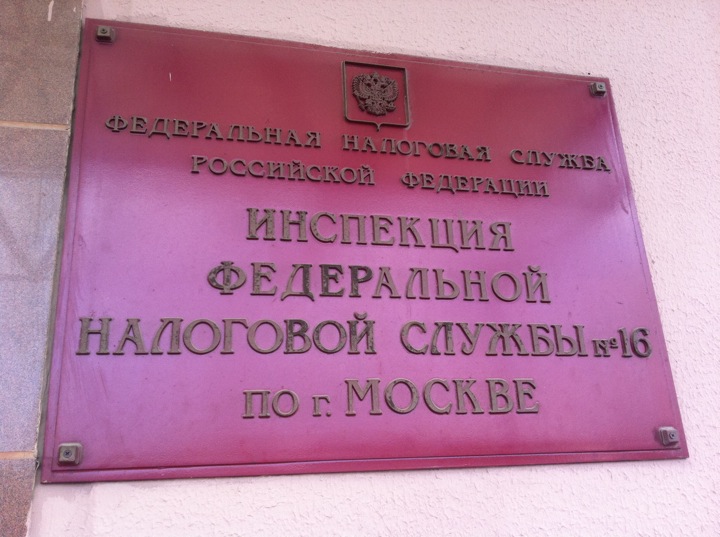 ФЕДЕРАЛЬНАЯ НАЛОГОВАЯ СЛУЖБА
РОССИЙСКОЙ ФЕДЕРАЦИИ
ИНСПЕКЦИЯ
ФЕДЕРАЛЬНОЙ
НАЛОГОВОЙ СЛУЖБЫ №16
ПО г. МОСКВЕ